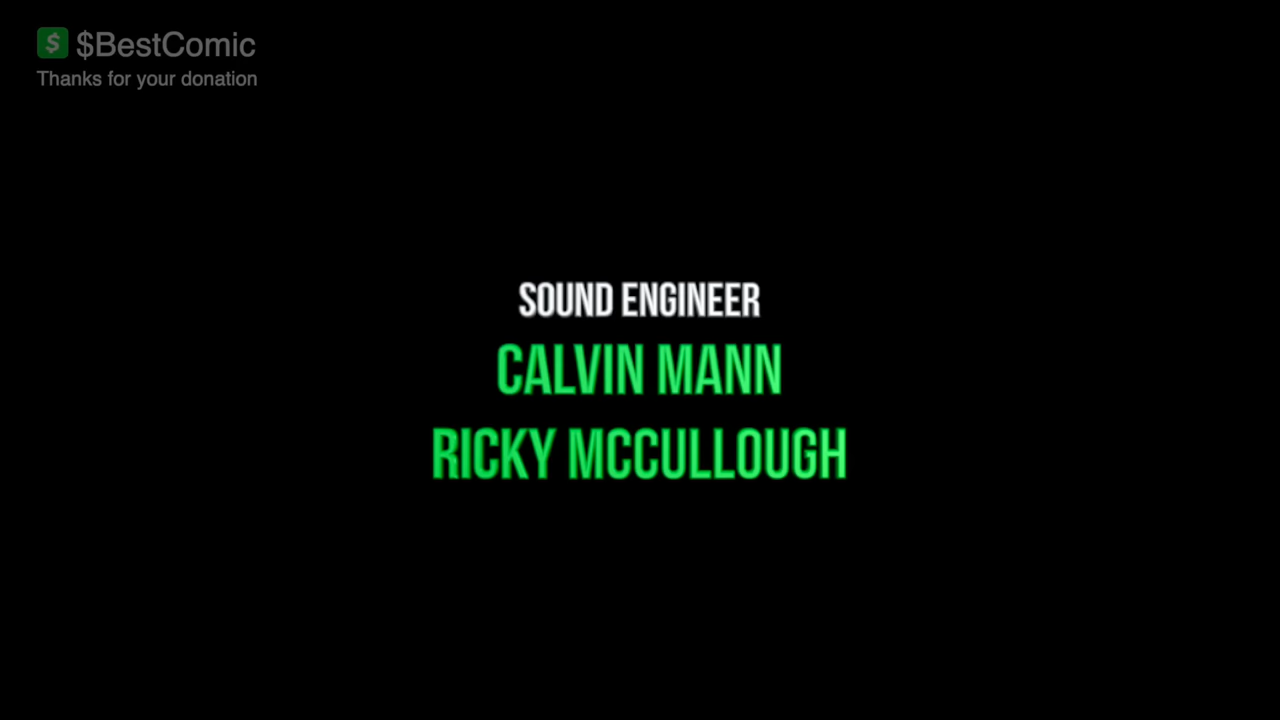 $ $BestComic
Thanks for your donation
SOUND ENGINEER
CALVIN MANN
RICKY MCCULLOUGH